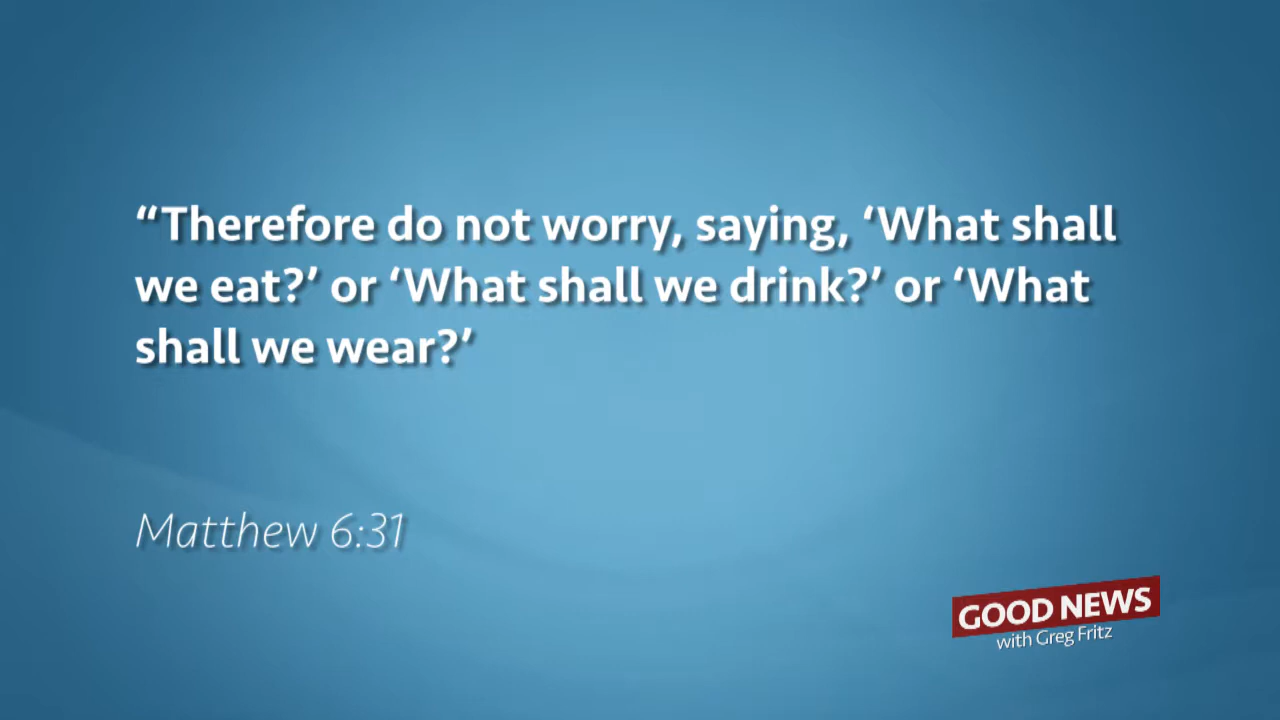 “Therefore do not worry, saying, ‘What shall
we eat?’ or ‘What shall we drink?’ or ‘What
shall we wear?’
Matthew 6:31
GOOD NEWS
with Greg Fritz